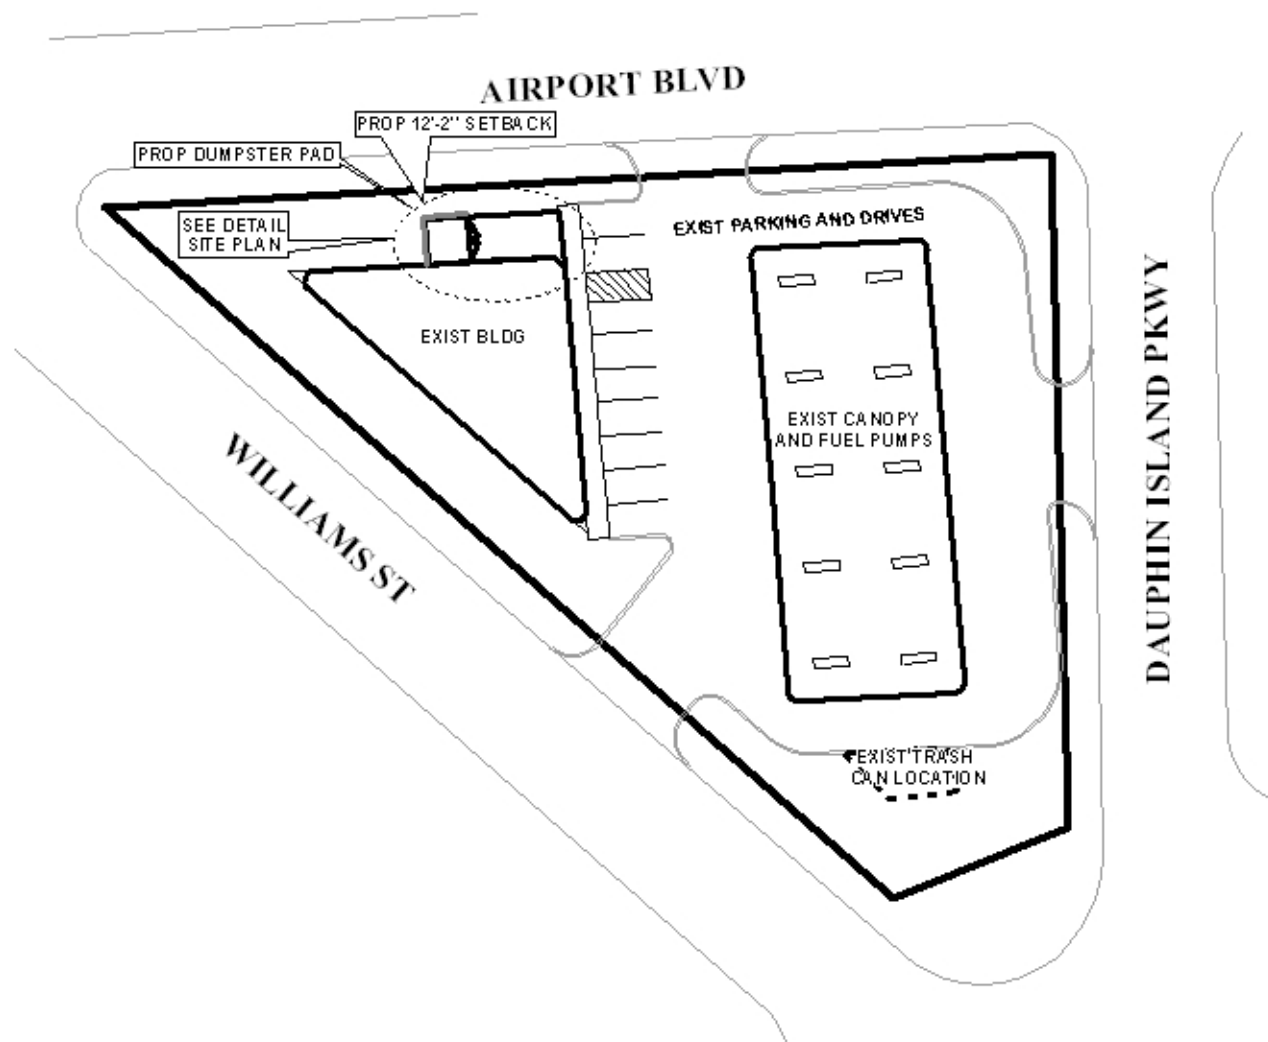 AIRPORT BLVD
PROP 12'-2" SETBACK
PROP DUMPSTER PAD
SEE DETAIL
SITE PLAN
EXIST PARKING AND DRIVES
EXIST BLDG
EXIST CANOPY
AND FUEL PUMPS
WILLIAMS ST
DAUPHIN ISLAND PKWY
EXIST TRASH
CAN LOCATION